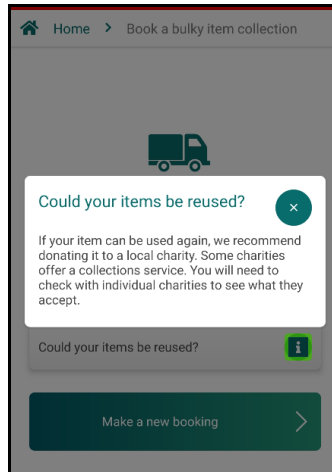 Home > Book a bulky item collection
Could your items be reused?
If your item can be used again, we recommend
donating it to a local charity. Some charities
offer a collections service. You will need to
check with individual charities to see what they
accept.
Could your items be reused?
Make a new booking